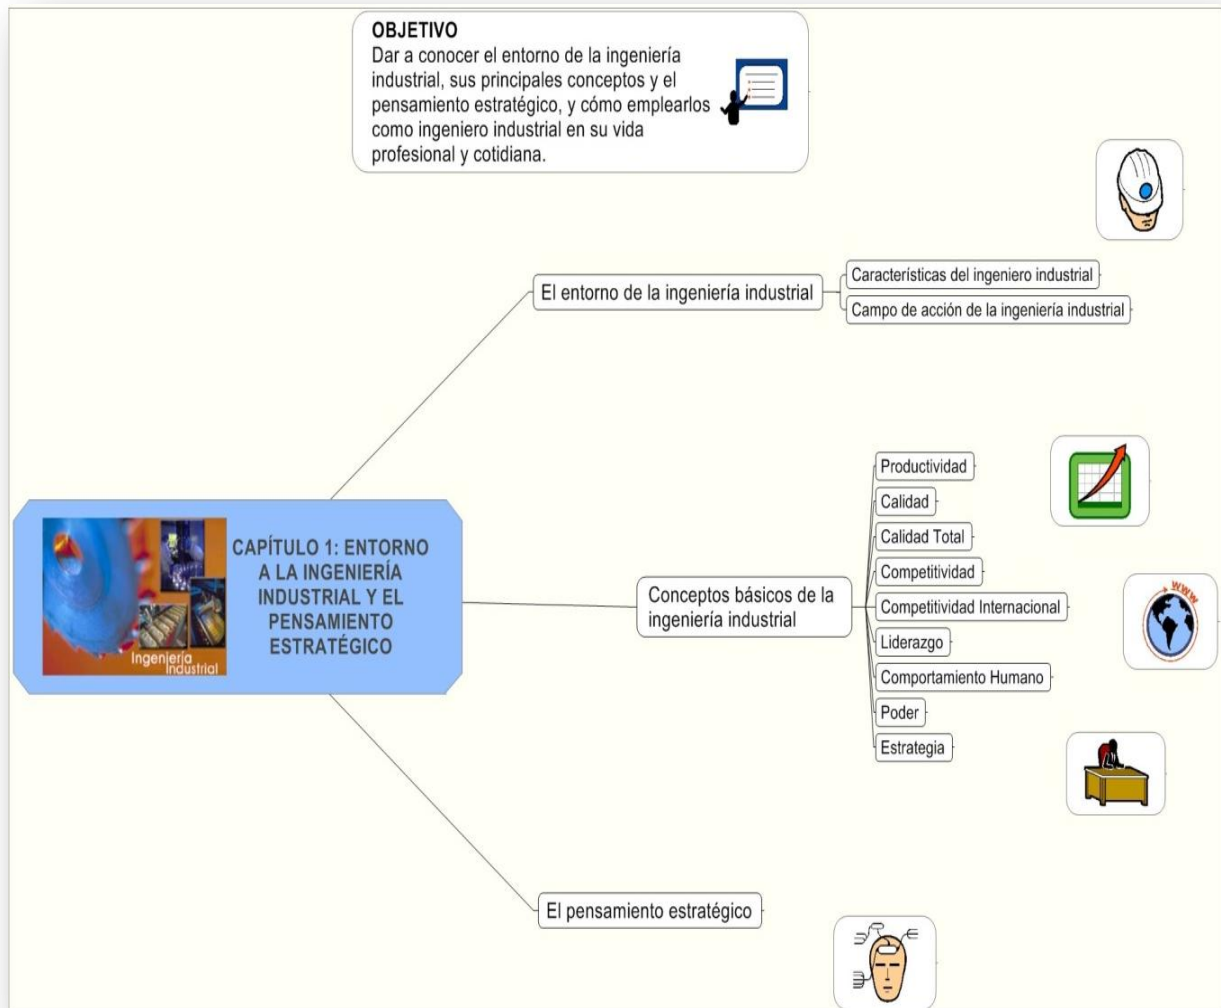 OBJETIVO
Dar a conocer el entorno de la ingeniería
industrial, sus principales conceptos y el
pensamiento estratégico, y cómo emplearlos
como ingeniero industrial en su vida
profesional y cotidiana.
El entorno de la ingeniería industrial
Características del ingeniero industrial
Campo de acción de la ingeniería industrial
CAPÍTULO 1: ENTORNO
A LA INGENIERÍA
INDUSTRIAL Y EL
PENSAMIENTO
ESTRATÉGICO
Ingeniería
Industrial
Conceptos básicos de la
ingeniería industrial
Productividad
Calidad
Calidad Total
Competitividad
Competitividad Internacional
Liderazgo
Comportamiento Humano
Poder
Estrategia
WWW
El pensamiento estratégico